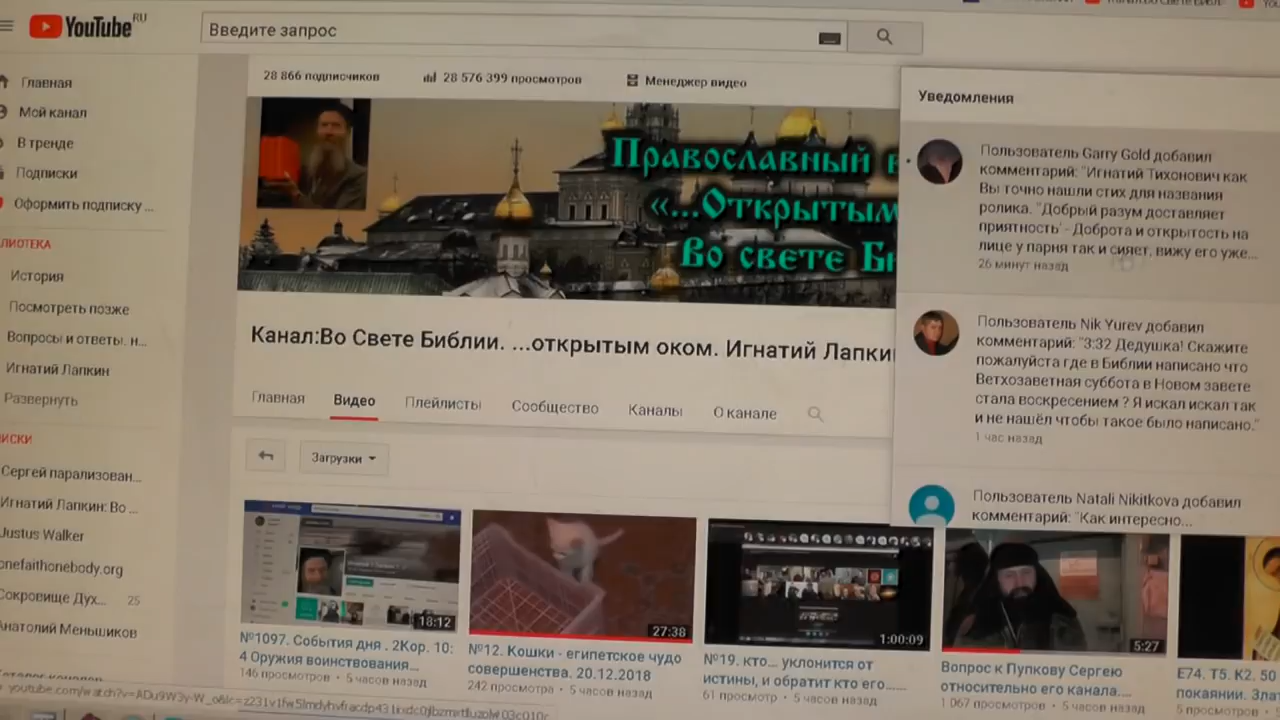 YouTube RU
Введите запрос
Главная
Мой канал
В тренде
Подписки
Оформить подписку ...
ЛИОТЕКА
История
Посмотреть позже
Вопросы и ответы. н...
Игнатий Лапкин
Развернуть
ИСКИ
Сергей парализован...
Игнатий Лапкин: Во ...
Justus Walker
onefaithonebody.org
Сокровище Дух... 25
Анатолий Меньшиков
28 866 подписчиков
28 576 399 просмотров
Менеджер видео
Православный в
«...Открытым
Во свете Би
Канал:Во Свете Библии. ...открытым оком. Игнатий Лапки
Главная Видео Плейлисты Сообщество Каналы О канале
Загрузки
18:12
№1097. События дня . 2Кор. 10:
4 Оружия воинствования...
146 просмотров • 5 часов назад
27:38
№12. Кошки - египетское чудо
совершенства. 20.12.2018
242 просмотра • 5 часов назад
1:00:09
№19. кто... уклонится от
истины, и обратит кто его......
61 просмотр • 5 часов назад
5:27
Вопрос к Пупкову Сергею
относительно его канала....
1 067 просмотров • 5 часов назад
Е74. Т5. К2. 50
покаянии. Злат
5 просмотров
Уведомления
Пользователь Garry Gold добавил
комментарий: "Игнатий Тихонович как
Вы точно нашли стих для названия
ролика. "Добрый разум доставляет
приятность" - Доброта и открытость на
лице у парня так и сияет, вижу его уже...
26 минут назад
Пользователь Nik Yurev добавил
комментарий: "3:32 Дедушка! Скажите
пожалуйста где в Библии написано что
Ветхозаветная суббота в Новом завете
стала воскресением ? Я искал искал так
и не нашёл чтобы такое было написано."
1 час назад
Пользователь Natali Nikitkova добавил
комментарий: "Как интересно...